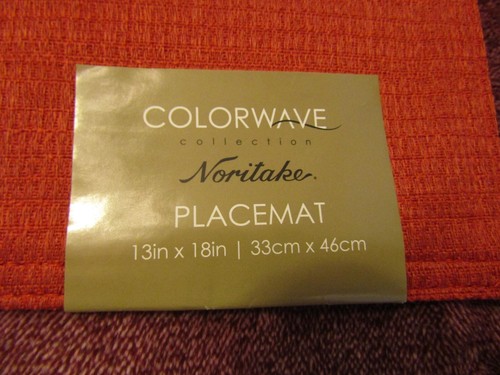 COLORWAVE
collection
Noritake.
PLACEMAT
13in x 18in | 33cm x 46cm